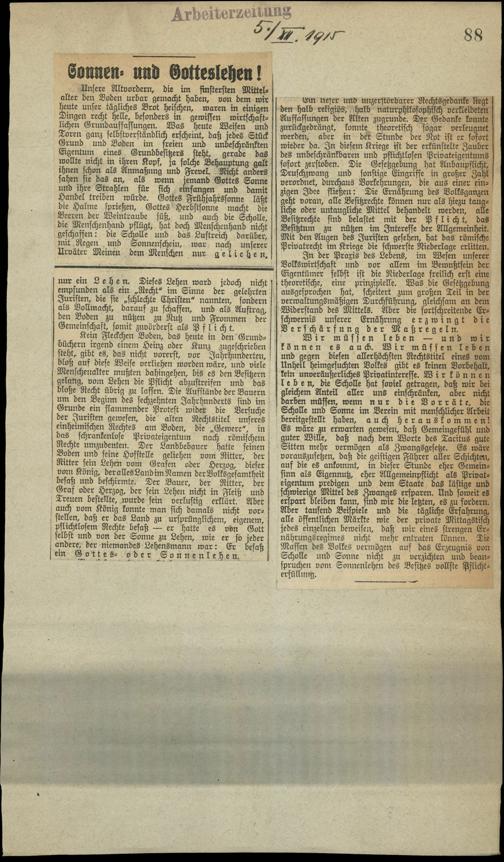 Arbeiterzeitung
5./XII. 1915
88
Sonnen- und Gotteslehen!
Unsere Altvordern, die im finstersten Mittel-
alter den Boden urbar gemacht haben, von dem wir
heute unser tägliches Brot heischen, waren in einigen
Dingen recht helle, besonders in gewissen wirtschaft-
lichen Grundauffassungen. Was heute Weisen und
Toren ganz selbstverständlich erscheint, daß jedes Stück
Grund und Boden im freien und unbeschränkten
Eigentum eines Grundbesitzers steht, gerade das
wollte nicht in ihren Kopf, ja solche Behauptung galt
ihnen schon als Anmaßung und Frevel. Nicht anders
sahen sie das an, als wenn jemand Gottes Sonne
und ihre Strahlen für sich einfangen und damit
Handel treiben würde. Gottes Frühjahrssonne läßt
die Halme sprießen, Gottes Herbstsonne macht die
Beeren der Weintraube süß, und auch die Scholle,
die Menschenhand pflügt, hat doch Menschenhand nicht
geschaffen: die Scholle und das Luftreich darüber
mit Regen und Sonnenschein, war nach unserer
Urväter Meinen dem Menschen nur geliehen,
nur ein Lehen. Dieses Lehen ward jedoch nicht
empfunden als ein „Recht“ im Sinne der gelehrten
Juristen, die sie „schlechte Christen“ nannten, sondern
als Vollmacht, darauf zu schaffen, und als Auftrag,
den Boden zu nützen zu Nutz und Frommen der
Gemeinschaft, somit zuvörderst als Pflicht.
Kein Fleckchen Boden, das heute in den Grund-
büchern irgend einem Heinz oder Kunz zugeschrieben
steht, gibt es, das nicht vorerst, vor Jahrhunderten,
bloß auf diese Weise verliehen worden wäre, und viele
Menschenalter mußten dahingehen, bis es den Besitzern
gelang, vom Lehen die Pflicht abzustreifen und das
bloße Recht übrig zu lassen. Die Aufstände der Bauern
um den Beginn des sechzehnten Jahrhunderts sind im
Grunde ein flammender Protest wider die Versuche
der Juristen gewesen, die alten Rechtstitel unseres
einheimischen Rechtes am Boden, die „Gewere“, in
das schrankenlose Privateigentum nach römischem
Rechte umzudeuten. Der Landbebauer hatte seinen
Boden und seine Hofstelle geliehen vom Ritter, der
Ritter sein Lehen vom Grafen oder Herzog, dieser
vom König, der alles Land im Namen der Volksgesamtheit
besaß und beschirmte. Der Bauer, der Ritter, der
Graf oder Herzog, der sein Lehen nicht in Fleiß und
Treuen bestellte, wurde sein verlustig erklärt. Aber
auch vom König konnte man sich damals nicht vor-
stellen, daß er das Land zu ursprünglichem, eigenem,
pflichtlosem Rechte besaß — er hatte es von Gott
selbst und von der Sonne zu Lehen, wie er so jeder
andere, der niemandes Lehensmann war: Er besaß
ein Gottes- oder Sonnenlehen.
Ein tiefer und unzerstörbarer Rechtsgedanke liegt
den halb religiös, halb naturphilosophisch verkleideten
Auffassungen der Alten zugrunde. Der Gedanke konnte
zurückgedrängt, konnte theoretisch sogar verleugnet
werden, aber in der Stunde der Not ist er sofort
wieder da. In diesem Kriege ist der erkünstelte Zauber
des unbeschränkbaren und pflichtlosen Privateigentums
sofort zerstoben. Die Gesetzgebung hat Anbaupflicht,
Druschzwang und sonstige Eingriffe in großer Zahl
verordnet, durchaus Vorkehrungen, die aus einer ein-
zigen Idee fließen: Die Ernährung des Volksganzen
geht voran, alle Besitzrechte können nur als hiezu taug-
liche oder untaugliche Mittel behandelt werden, alle
Besitzrechte sind belastet mit der Pflicht, das
Besitztum zu nützen im Interesse der Allgemeinheit.
Mit den Augen des Juristen gesehen, hat das römische
Privatrecht im Kriege die schwerste Niederlage erlitten.
In der Praxis des Lebens, im Wesen unserer
Volkswirtschaft und vor allem im Bewußtsein der
Eigentümer selbst ist die Niederlage freilich erst eine
theoretische, eine prinzipielle. Was die Gesetzgebung
ausgesprochen hat, scheitert zum großen Teil in der
verwaltungsmäßigen Durchführung, gleichsam an dem
Widerstand des Mittels. Aber die fortschreitende Er-
schwernis unserer Ernährung erzwingt die
Verschärfung der Maßregeln.
Wir müssen leben — und wir
können es auch. Wir müssen leben
und gegen diesen allerhöchsten Rechtstitel eines vom
Unheil heimgesuchten Volkes gibt es keinen Vorbehalt,
kein unveräußerliches Privatinteresse. Wir können
leben, die Scholle hat soviel getragen, daß wir bei
gleichem Anteil aller uns einschränken, aber nicht
darben müssen, wenn nur die Vorräte, die
Scholle und Sonne im Verein mit menschlicher Arbeit
bereitgestellt haben, auch herauskommen!
Es wäre zu erwarten gewesen, daß Gemeingefühl und
guter Wille, daß nach dem Worte des Tacitus gute
Sitten mehr vermögen als Zwangsgesetze. Es wäre
vorauszusetzen, daß die geistigen Führer aller Schichten,
auf die es ankommt, in dieser Stunde eher Gemein-
sinn als Eigennutz, eher Allgemeinpflicht als Privat-
eigentum predigen und dem Staate das lästige und
schwierige Mittel des Zwanges ersparen. Und soweit es
erspart bleiben kann, sind wir die letzten, es zu fordern.
Aber tausend Beispiele und die tägliche Erfahrung,
alle öffentlichen Märkte wie der private Mittagstisch
jedes einzelnen beweisen, daß wir eines strengen Er-
nährungsregimes nicht mehr entraten können. Die
Massen des Volkes vermögen auf das Erzeugnis von
Scholle und Sonne nicht zu verzichten und bean-
spruchen vom Sonnenlehen des Besitzes vollste Pflicht-
erfüllung.